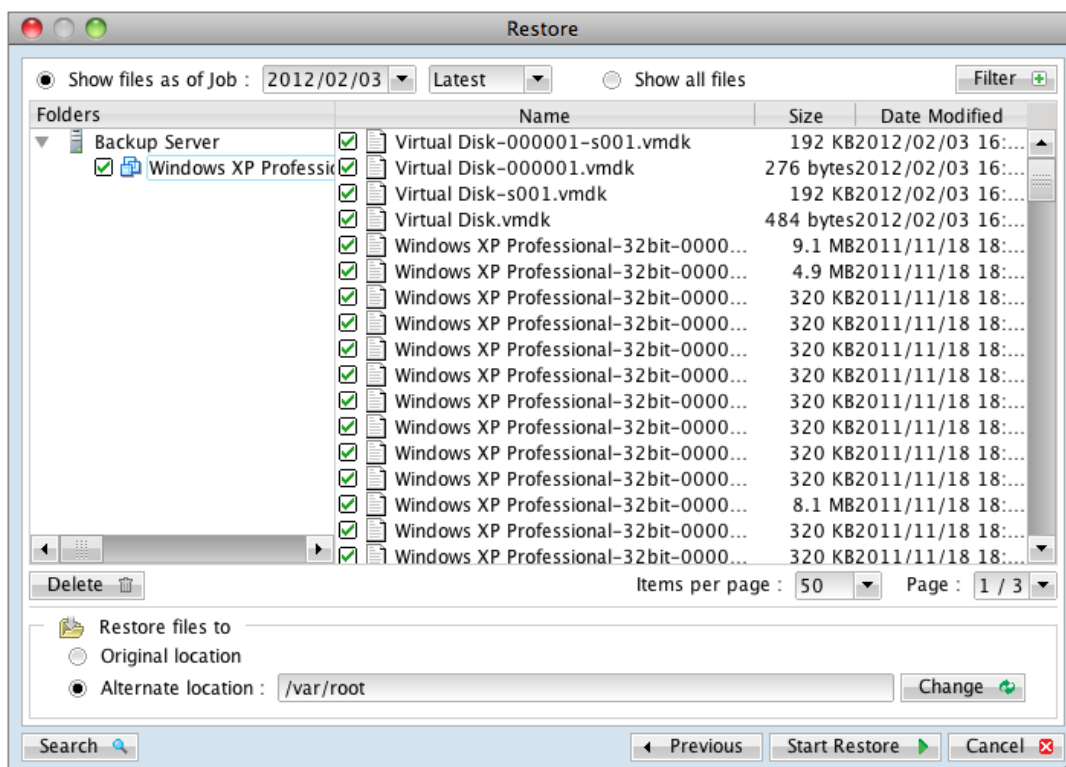 Restore
Show files as of Job : 2012/02/03 Latest Show all files Filter
Folders Name Size Date Modified
Backup Server Virtual Disk-000001-s001.vmdk 192 KB 2012/02/03 16:...
Windows XP Professic Virtual Disk-000001.vmdk 276 bytes 2012/02/03 16:...
Virtual Disk-s001.vmdk 192 KB 2012/02/03 16:...
Virtual Disk.vmdk 484 bytes 2012/02/03 16:...
Windows XP Professional-32bit-0000... 9.1 MB 2011/11/18 18:...
Windows XP Professional-32bit-0000... 4.9 MB 2011/11/18 18:...
Windows XP Professional-32bit-0000... 320 KB 2011/11/18 18:...
Windows XP Professional-32bit-0000... 320 KB 2011/11/18 18:...
Windows XP Professional-32bit-0000... 320 KB 2011/11/18 18:...
Windows XP Professional-32bit-0000... 320 KB 2011/11/18 18:...
Windows XP Professional-32bit-0000... 320 KB 2011/11/18 18:...
Windows XP Professional-32bit-0000... 320 KB 2011/11/18 18:...
Windows XP Professional-32bit-0000... 320 KB 2011/11/18 18:...
Windows XP Professional-32bit-0000... 320 KB 2011/11/18 18:...
Windows XP Professional-32bit-0000... 8.1 MB 2011/11/18 18:...
Windows XP Professional-32bit-0000... 320 KB 2011/11/18 18:...
Windows XP Professional-32bit-0000... 320 KB 2011/11/18 18:...
Delete Items per page : 50 Page : 1 / 3
Restore files to
Original location
Alternate location : /var/root Change
Search Previous Start Restore Cancel